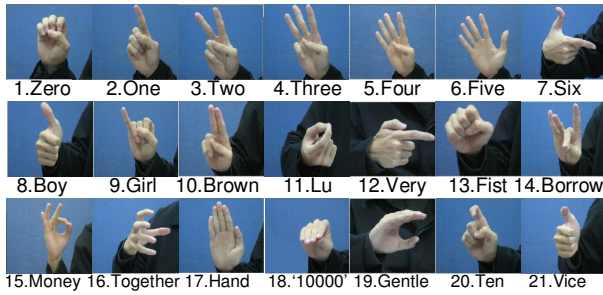 1.Zero 2.One 3.Two 4.Three 5.Four 6.Five 7.Six
8.Boy 9.Girl 10.Brown 11.Lu 12.Very 13.Fist 14.Borrow
15.Money 16.Together 17.Hand 18.‘10000’ 19.Gentle 20.Ten 21.Vice